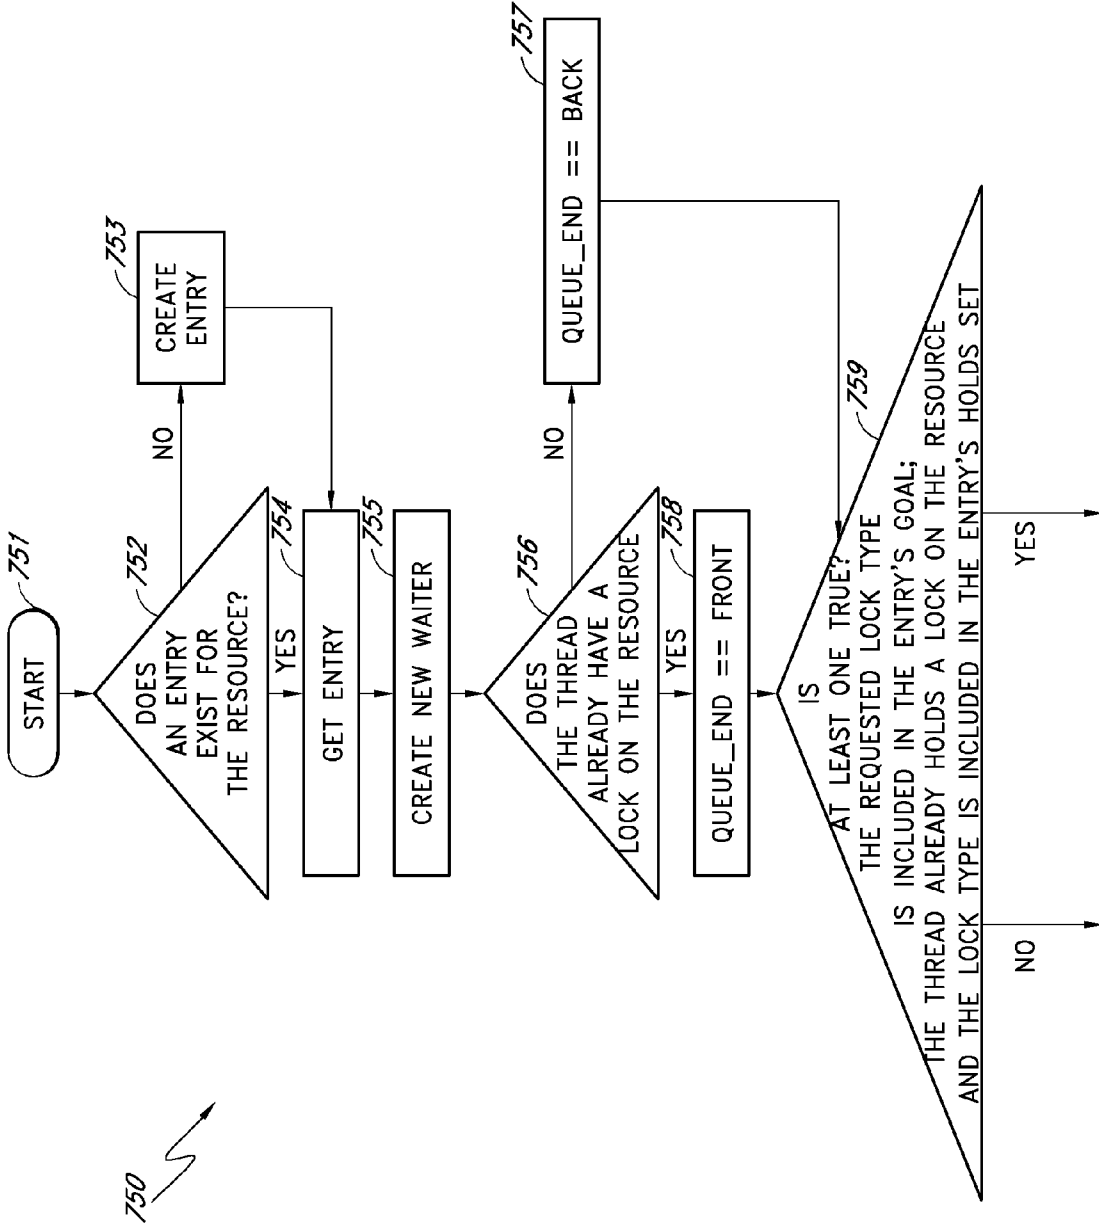 750
START
751
DOES
AN ENTRY
EXIST FOR
THE RESOURCE?
752
NO
CREATE
ENTRY
753
YES
GET ENTRY
754
CREATE NEW WAITER
755
DOES
THE THREAD
ALREADY HAVE A
LOCK ON THE RESOURCE
756
NO
QUEUE_END == BACK
757
YES
QUEUE_END == FRONT
758
IS
AT LEAST ONE TRUE?
THE REQUESTED LOCK TYPE
IS INCLUDED IN THE ENTRY'S GOAL;
THE THREAD ALREADY HOLDS A LOCK ON THE RESOURCE
AND THE LOCK TYPE IS INCLUDED IN THE ENTRY'S HOLDS SET
759
NO
YES